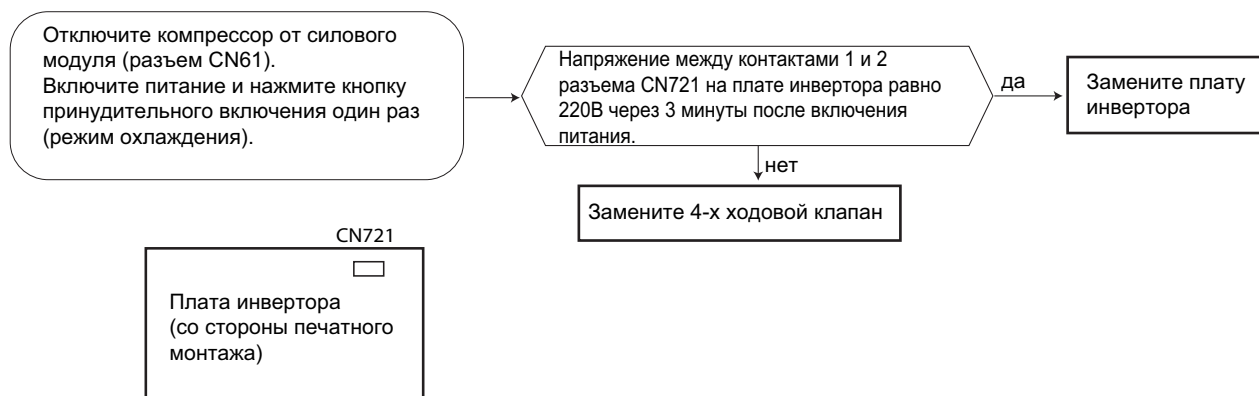 Отключите компрессор от силового
модуля (разъем CN61).
Включите питание и нажмите кнопку
принудительного включения один раз
(режим охлаждения).
Напряжение между контактами 1 и 2
разъема CN721 на плате инвертора равно
220В через 3 минуты после включения
питания.
да
Замените плату
инвертора
нет
Замените 4-х ходовой клапан
CN721
Плата инвертора
(со стороны печатного
монтажа)